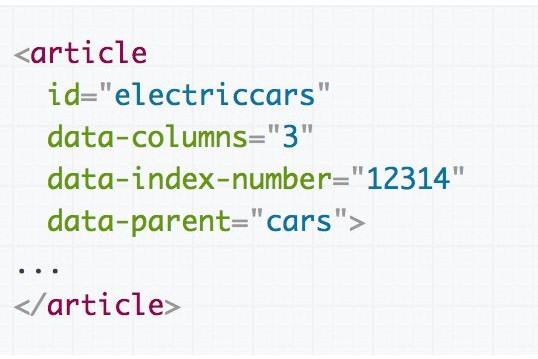 <article
id="electriccars"
data-columns="3"
data-index-number="12314"
data-parent="cars">
...
</article>